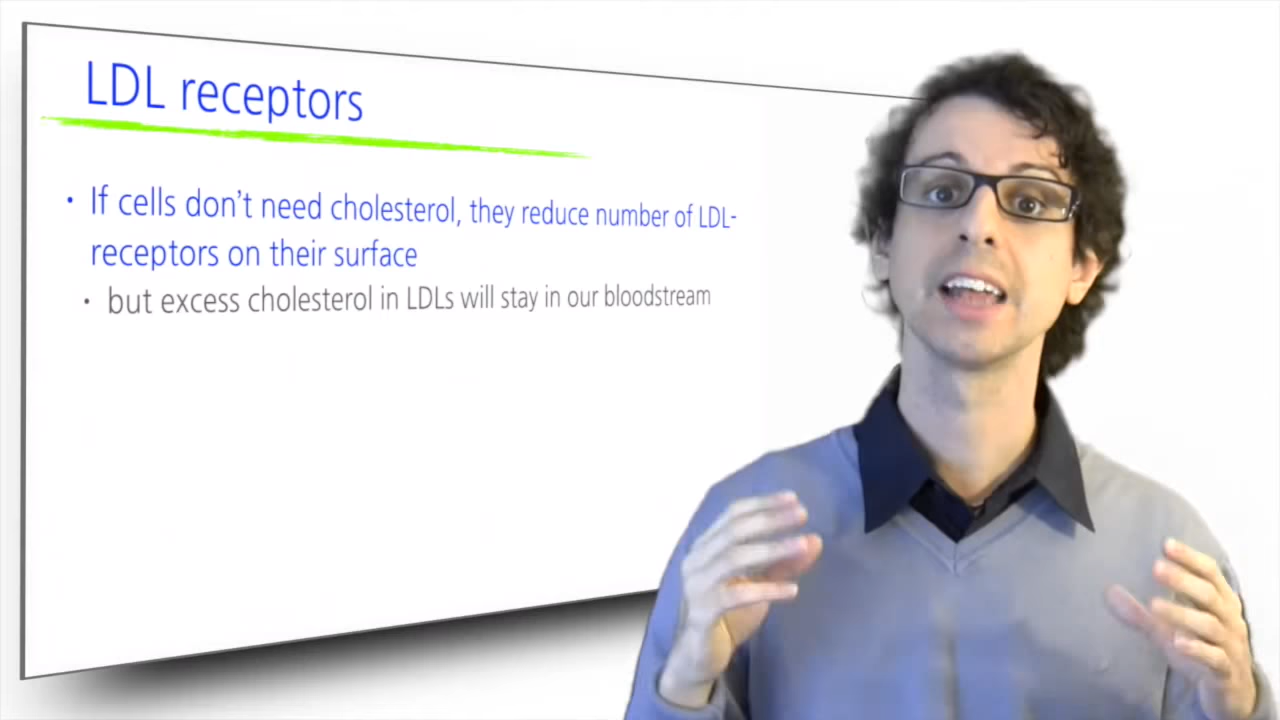 LDL receptors
• If cells don't need cholesterol, they reduce number of LDL-
receptors on their surface
• but excess cholesterol in LDLs will stay in our bloodstream